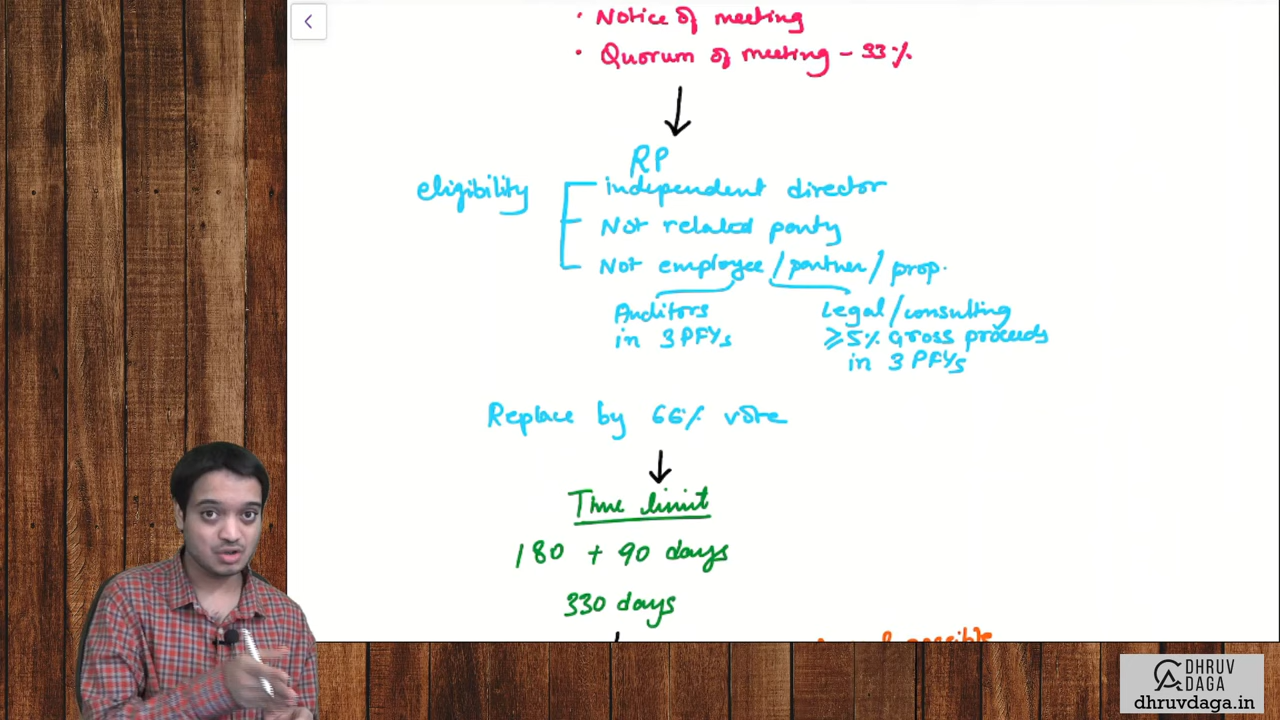 • Notice of meeting
• Quorum of meeting - 33%
RP
eligibility
independent director
Not related party
Not employee / partner / prop.
Auditors
in 3 PFYs
Legal / consulting
≥5% Gross proceeds
in 3 PFYs
Replace by 66% vote
Time limit
180 + 90 days
330 days
possible
DHRUV
DAGA
dhruvdaga.in